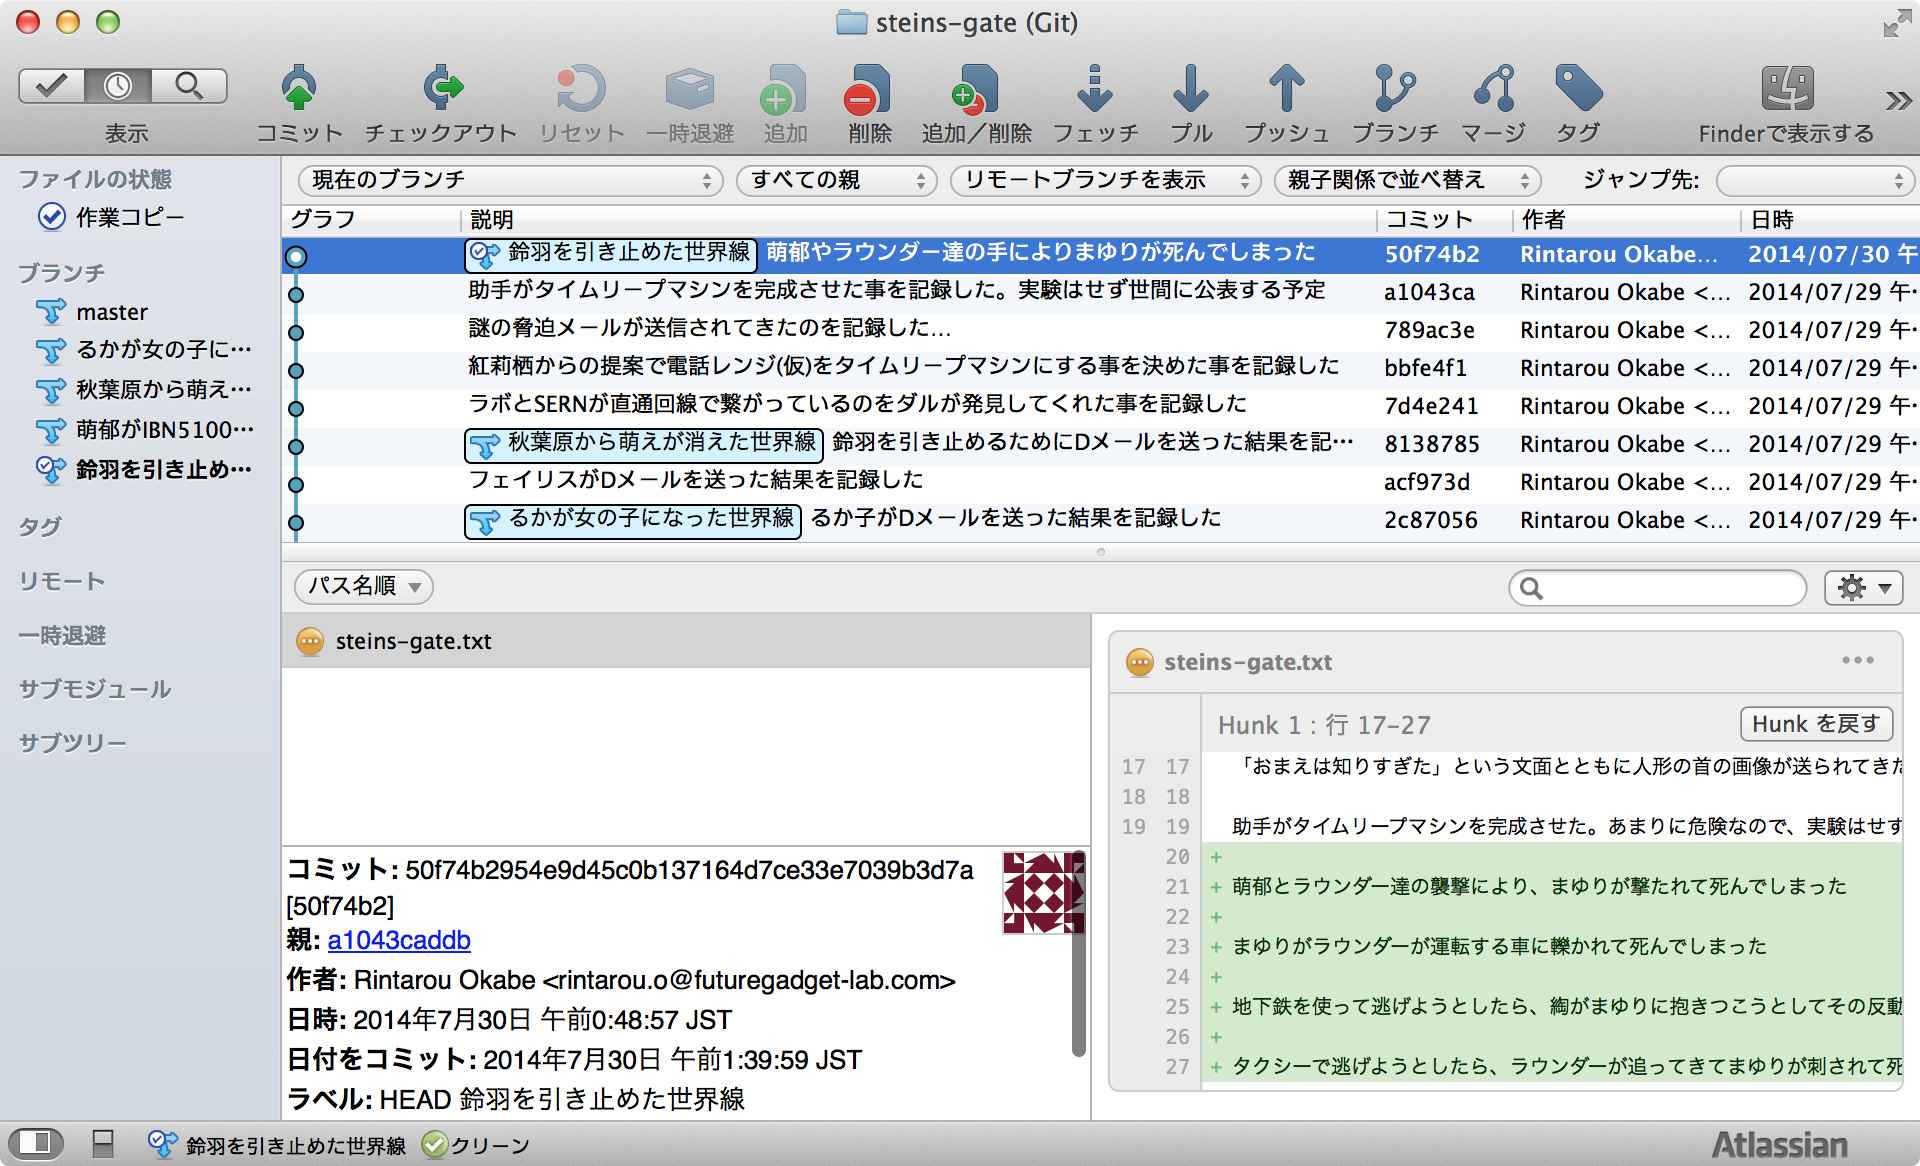 steins-gate (Git)
表示
コミット
チェックアウト
リセット
一時退避
追加
削除
追加／削除
フェッチ
プル
プッシュ
ブランチ
マージ
タグ
Finderで表示する
ファイルの状態
作業コピー
ブランチ
master
るかが女の子に…
秋葉原から萌え…
萌郁がIBN5100…
鈴羽を引き止め…
タグ
リモート
一時退避
サブモジュール
サブツリー
現在のブランチ
すべての親
リモートブランチを表示
親子関係で並べ替え
ジャンプ先:
グラフ 説明 コミット 作者 日時
鈴羽を引き止めた世界線 萌郁やラウンダー達の手によりまゆりが死んでしまった 50f74b2 Rintarou Okabe… 2014/07/30 午
助手がタイムリープマシンを完成させた事を記録した。実験はせず世間に公表する予定 a1043ca Rintarou Okabe <… 2014/07/29 午…
謎の脅迫メールが送信されてきたのを記録した… 789ac3e Rintarou Okabe <… 2014/07/29 午…
紅莉栖からの提案で電話レンジ(仮)をタイムリープマシンにする事を決めた事を記録した bbfe4f1 Rintarou Okabe <… 2014/07/29 午…
ラボとSERNが直通回線で繋がっているのをダルが発見してくれた事を記録した 7d4e241 Rintarou Okabe <… 2014/07/29 午…
秋葉原から萌えが消えた世界線 鈴羽を引き止めるためにDメールを送った結果を記… 8138785 Rintarou Okabe <… 2014/07/29 午…
フェイリスがDメールを送った結果を記録した acf973d Rintarou Okabe <… 2014/07/29 午…
るかが女の子になった世界線 るか子がDメールを送った結果を記録した 2c87056 Rintarou Okabe <… 2014/07/29 午…
パス名順
steins-gate.txt
コミット: 50f74b2954e9d45c0b137164d7ce33e7039b3d7a
[50f74b2]
親: a1043caddb
作者: Rintarou Okabe <rintarou.o@futuregadget-lab.com>
日時: 2014年7月30日 午前0:48:57 JST
日付をコミット: 2014年7月30日 午前1:39:59 JST
ラベル: HEAD 鈴羽を引き止めた世界線
steins-gate.txt
Hunk 1 : 行 17-27
Hunk を戻す
17 17 「おまえは知りすぎた」という文面とともに人形の首の画像が送られてきた
18 18
19 19 助手がタイムリープマシンを完成させた。あまりに危険なので、実験はせず
20 +
21 + 萌郁とラウンダー達の襲撃により、まゆりが撃たれて死んでしまった
22 +
23 + まゆりがラウンダーが運転する車に轢かれて死んでしまった
24 +
25 + 地下鉄を使って逃げようとしたら、綯がまゆりに抱きつこうとしてその反動
26 +
27 + タクシーで逃げようとしたら、ラウンダーが追ってきてまゆりが刺されて死
鈴羽を引き止めた世界線
クリーン
Atlassian